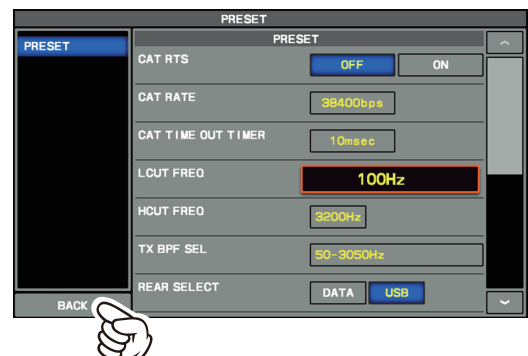 PRESET
PRESET
PRESET
CAT RTS OFF ON
CAT RATE 38400bps
CAT TIME OUT TIMER 10msec
LCUT FREQ 100Hz
HCUT FREQ 3200Hz
TX BPF SEL 50-3050Hz
REAR SELECT DATA USB
BACK